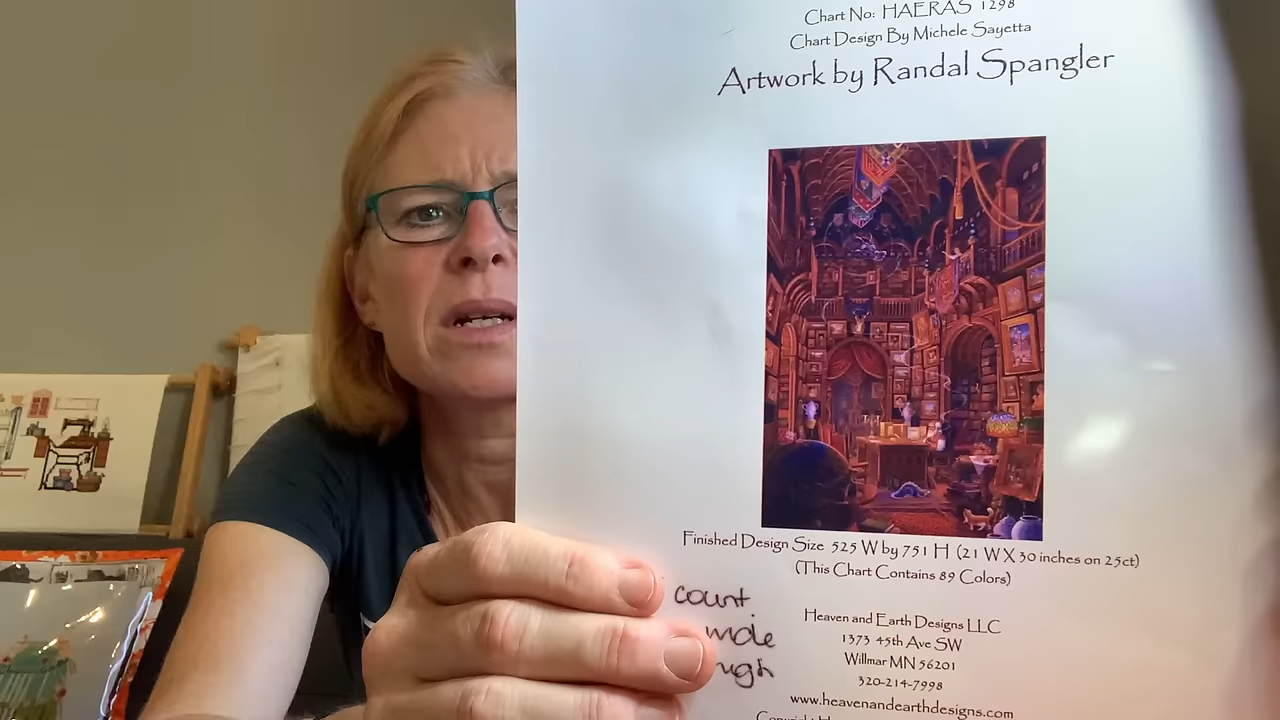 Chart No: HAERAS 1298
Chart Design By Michele Sayetta
Artwork by Randal Spangler
Finished Design Size 525 W by 751 H (21 W X 30 inches on 25ct)
(This Chart Contains 89 Colors)
count
Heaven and Earth Designs LLC
1373 45th Ave SW
Willmar MN 56201
320-214-7998
www.heavenandearthdesigns.com